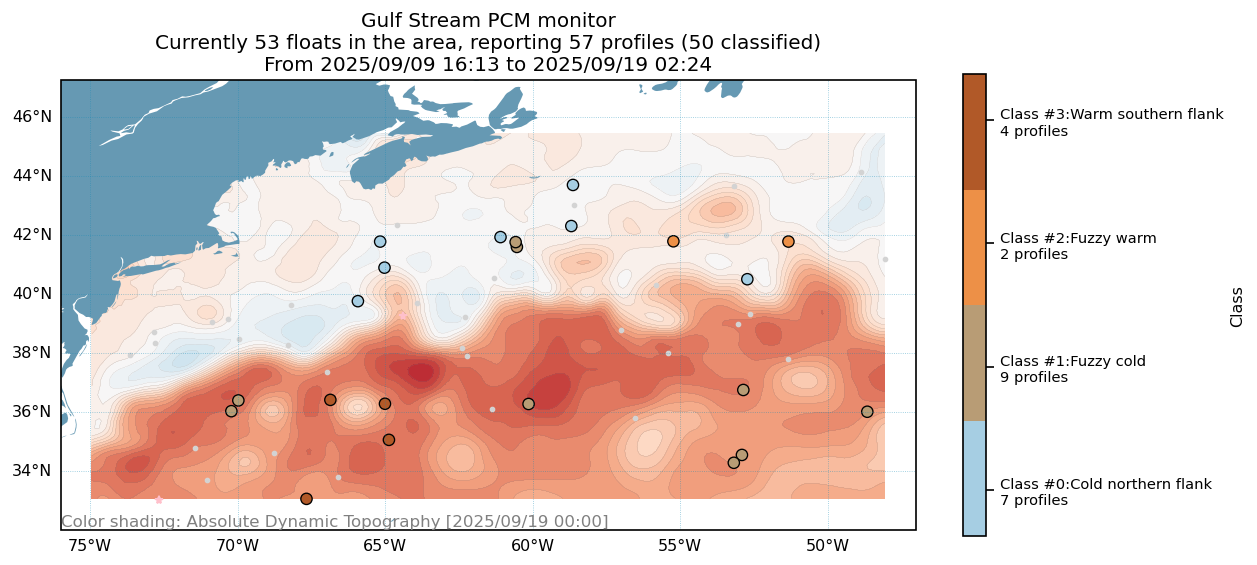 Gulf Stream PCM monitor
Currently 53 floats in the area, reporting 57 profiles (50 classified)
From 2025/09/09 16:13 to 2025/09/19 02:24
46°N
44°N
42°N
40°N
38°N
36°N
34°N
Color shading: Absolute Dynamic Topography [2025/09/19 00:00]
75°W
70°W
65°W
60°W
55°W
50°W
Class #3:Warm southern flank
4 profiles
Class #2:Fuzzy warm
2 profiles
Class #1:Fuzzy cold
9 profiles
Class #0:Cold northern flank
7 profiles
Class